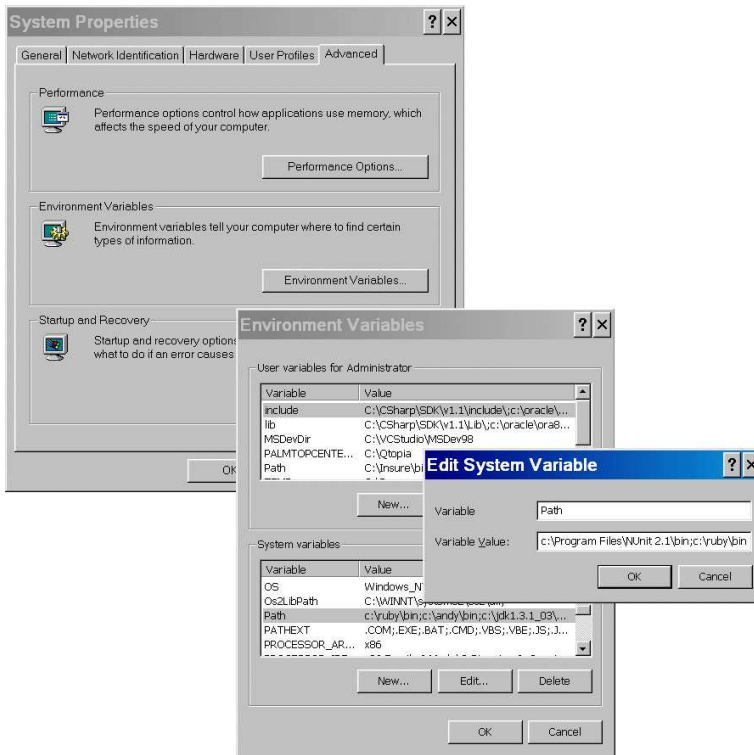 System Properties
General Network Identification Hardware User Profiles Advanced
Performance
Performance options control how applications use memory, which
affects the speed of your computer.
Performance Options...
Environment Variables
Environment variables tell your computer where to find certain
types of information.
Environment Variables...
Startup and Recovery
Startup and recovery options
what to do if an error causes
OK
Environment Variables
User variables for Administrator
Variable Value
include C:\CSharp\SDK\v1.1\include\;c:\oracle\...
lib C:\CSharp\SDK\v1.1\Lib\;c:\oracle\ora8...
MSDevDir C:\VCStudio\MSDev98
PALMTOPCENTE... C:\Qtopia
Path C:\Insure\bi
New...
Edit System Variable
Variable Path
Variable Value: c:\Program Files\NUnit 2.1\bin;c:\ruby\bin
OK Cancel
System variables
Variable Value
OS Windows_N
Os2LibPath
Path c:\ruby\bin;c:\andy\bin;c:\jdk1.3.1_03\...
PATHEXT .COM;.EXE;.BAT;.CMD;.VBS;.VBE;.JS;.J...
PROCESSOR_AR... x86
New... Edit... Delete
OK Cancel